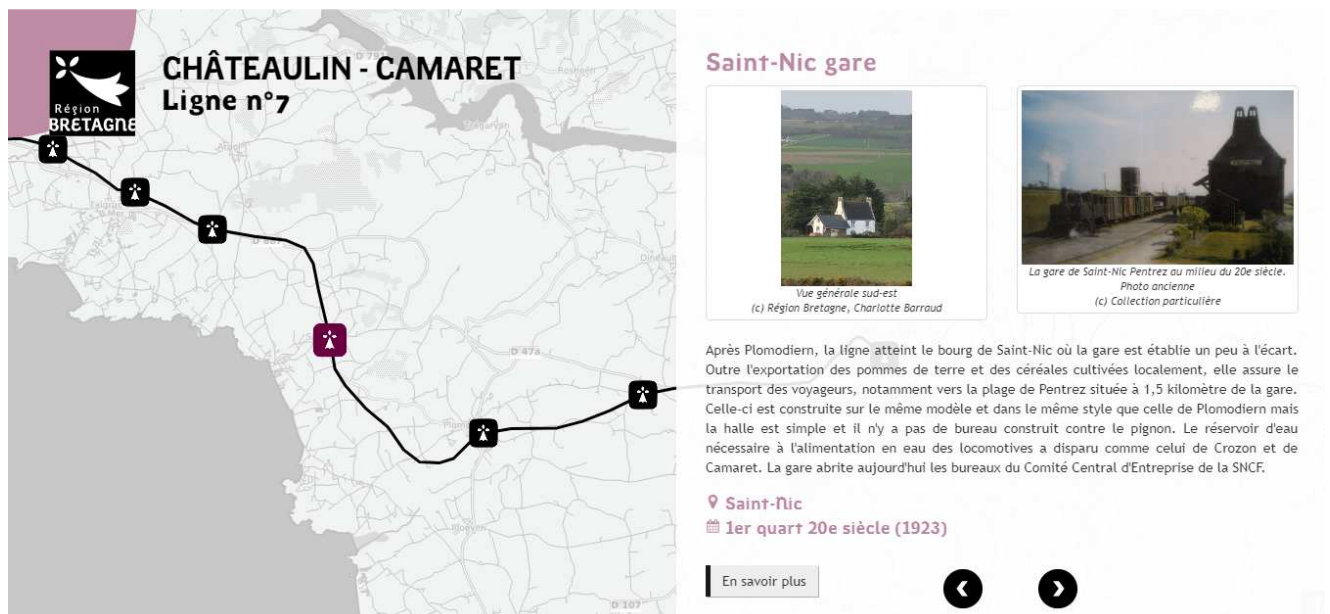 Région
BRETAGNE
CHÂTEAULIN - CAMARET
Ligne n°7
D 791
Rosnoën
Argol
Telgruc
s Mer
D 887
Dinéault
D 47a
D 107
Saint-Nic gare
Vue générale sud-est
(c) Région Bretagne, Charlotte Barraud
La gare de Saint-Nic Pentrez au milieu du 20e siècle.
Photo ancienne
(c) Collection particulière
Après Plomodiern, la ligne atteint le bourg de Saint-Nic où la gare est établie un peu à l'écart.
Outre l'exportation des pommes de terre et des céréales cultivées localement, elle assure le
transport des voyageurs, notamment vers la plage de Pentrez située à 1,5 kilomètre de la gare.
Celle-ci est construite sur le même modèle et dans le même style que celle de Plomodiern mais
la halle est simple et il n'y a pas de bureau construit contre le pignon. Le réservoir d'eau
nécessaire à l'alimentation en eau des locomotives a disparu comme celui de Crozon et de
Camaret. La gare abrite aujourd'hui les bureaux du Comité Central d'Entreprise de la SNCF.
Saint-Nic
1er quart 20e siècle (1923)
En savoir plus